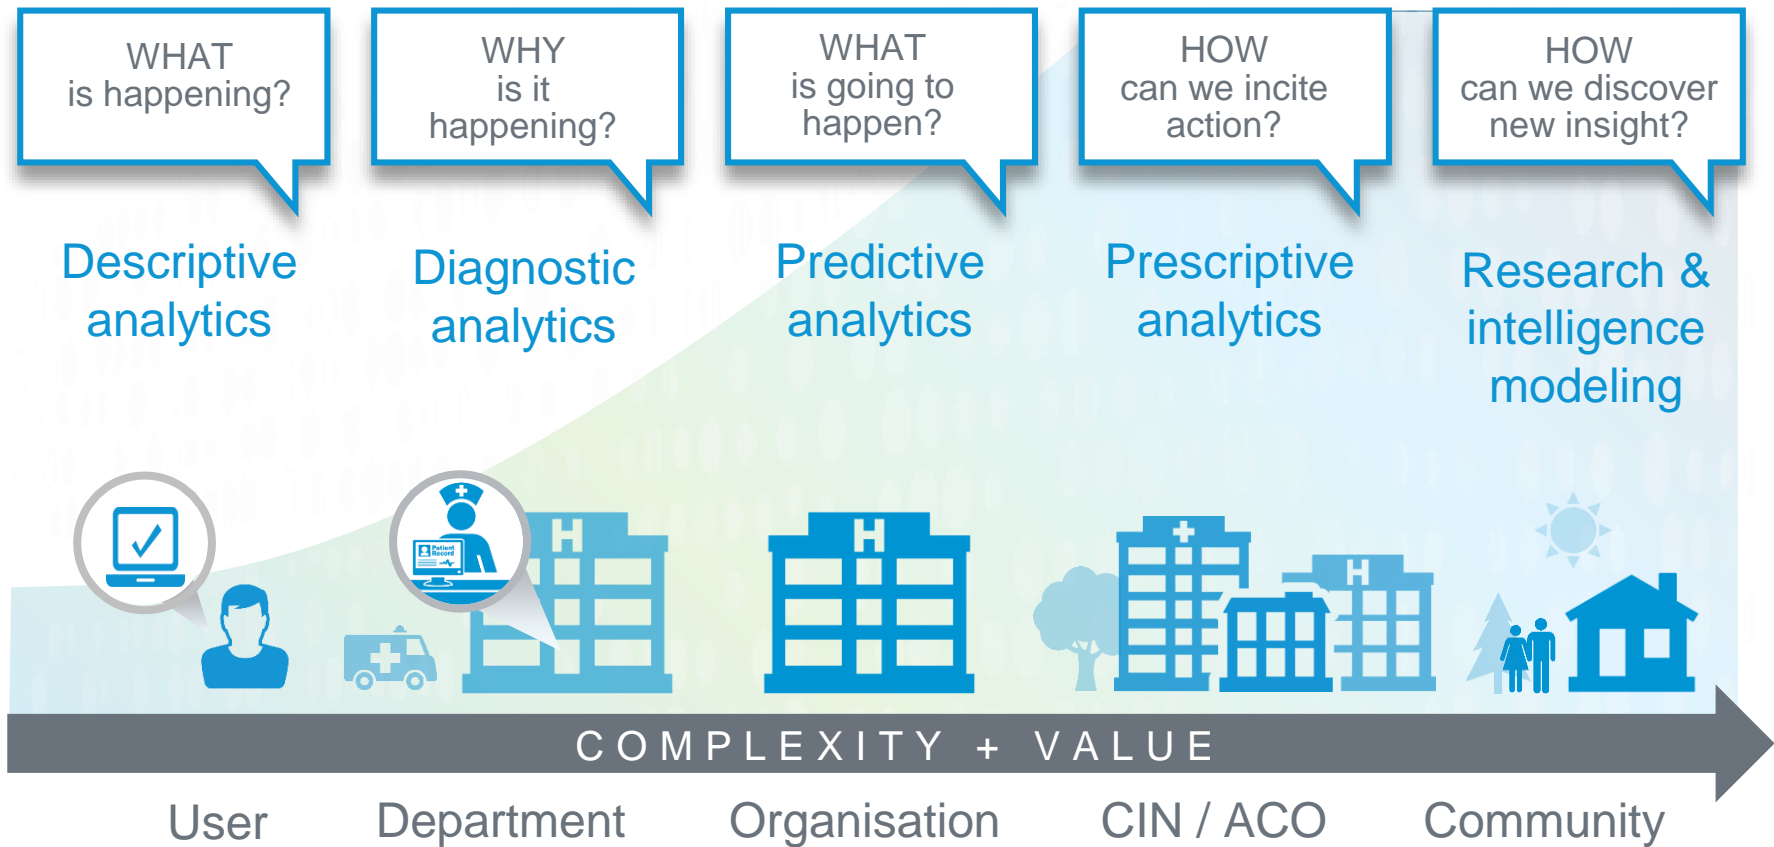 WHAT
is happening?
WHY
is it
happening?
WHAT
is going to
happen?
HOW
can we incite
action?
HOW
can we discover
new insight?
Descriptive
analytics
Diagnostic
analytics
Predictive
analytics
Prescriptive
analytics
Research &
intelligence
modeling
Patient
Record
H
H
H
COMPLEXITY + VALUE
User
Department
Organisation
CIN / ACO
Community